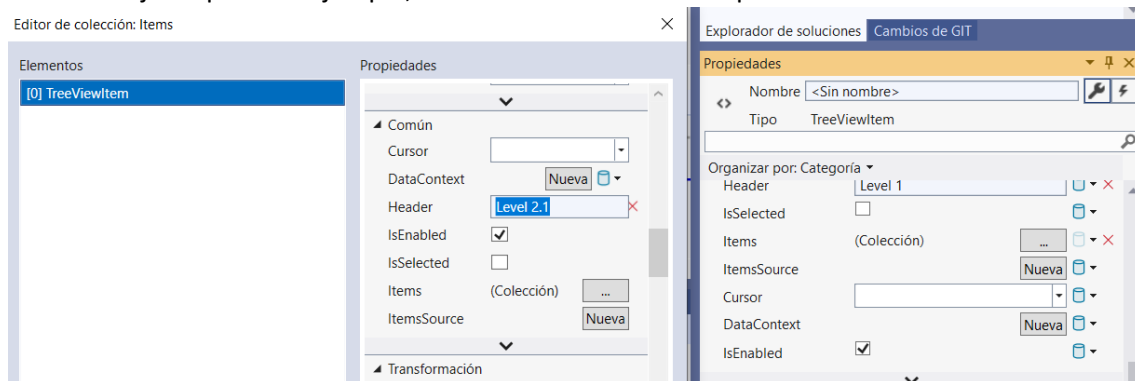 Editor de colección: Items
Elementos
[0] TreeViewItem
Propiedades
Común
Cursor
DataContext Nueva
Header Level 2.1
IsEnabled
IsSelected
Items (Colección) ...
ItemsSource Nueva
Transformación
Explorador de soluciones Cambios de GIT
Propiedades
Nombre <Sin nombre>
Tipo TreeViewItem
Organizar por: Categoría
Header Level 1
IsSelected
Items (Colección) ...
ItemsSource Nueva
Cursor
DataContext Nueva
IsEnabled